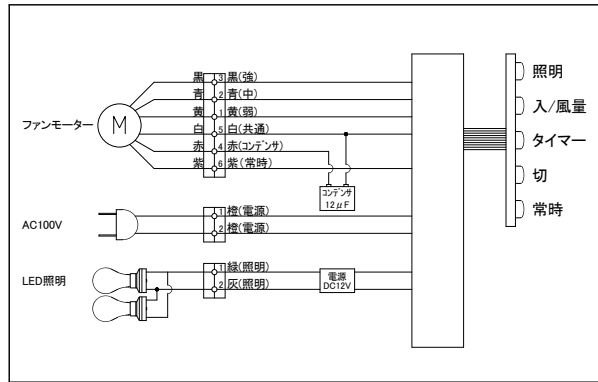 黒 3 黒(強)
青 2 青(中)
黄 1 黄(弱)
白 5 白(共通)
赤 4 赤(コンデンサ)
紫 6 紫(常時)
ファンモーター
M
コンデンサ
12μF
AC100V
1 橙(電源)
2 橙(電源)
LED照明
1 緑(照明)
2 灰(照明)
電源
DC12V
照明
入/風量
タイマー
切
常時